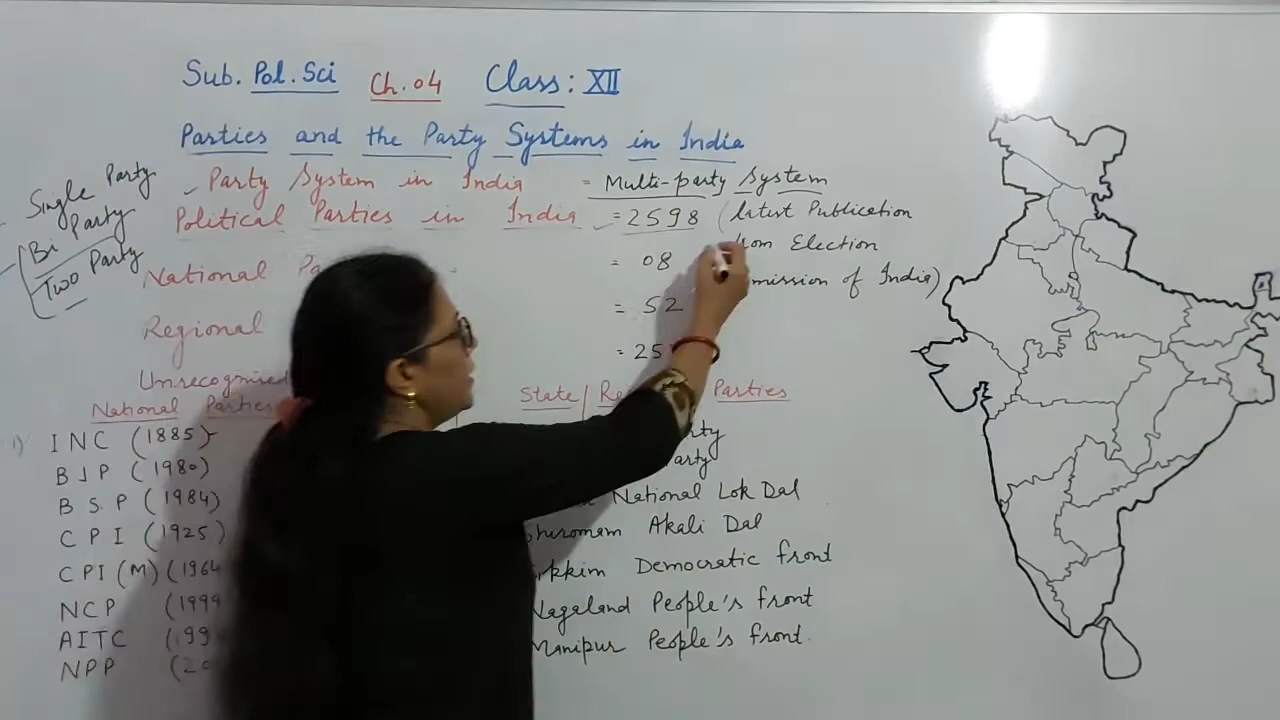 Sub. Pol. Sci Ch. 04 Class: XII
Parties and the Party Systems in India
Party System in India = Multi-party System
Single Party
Bi Party
Two Party
Political Parties in India = 2598 (latest Publication
Election
of India)
National = 08
Regional = 52
Unrecognised = 25
National Parties
State / Parties
1) INC (1885)
BJP (1980)
BSP (1984)
CPI (1925)
CPI (M) (1964
NCP (1999
AITC (199
NPP (20
National Lok Dal
Akali Dal
Democratic front
Nagaland People's front
Manipur People's front.